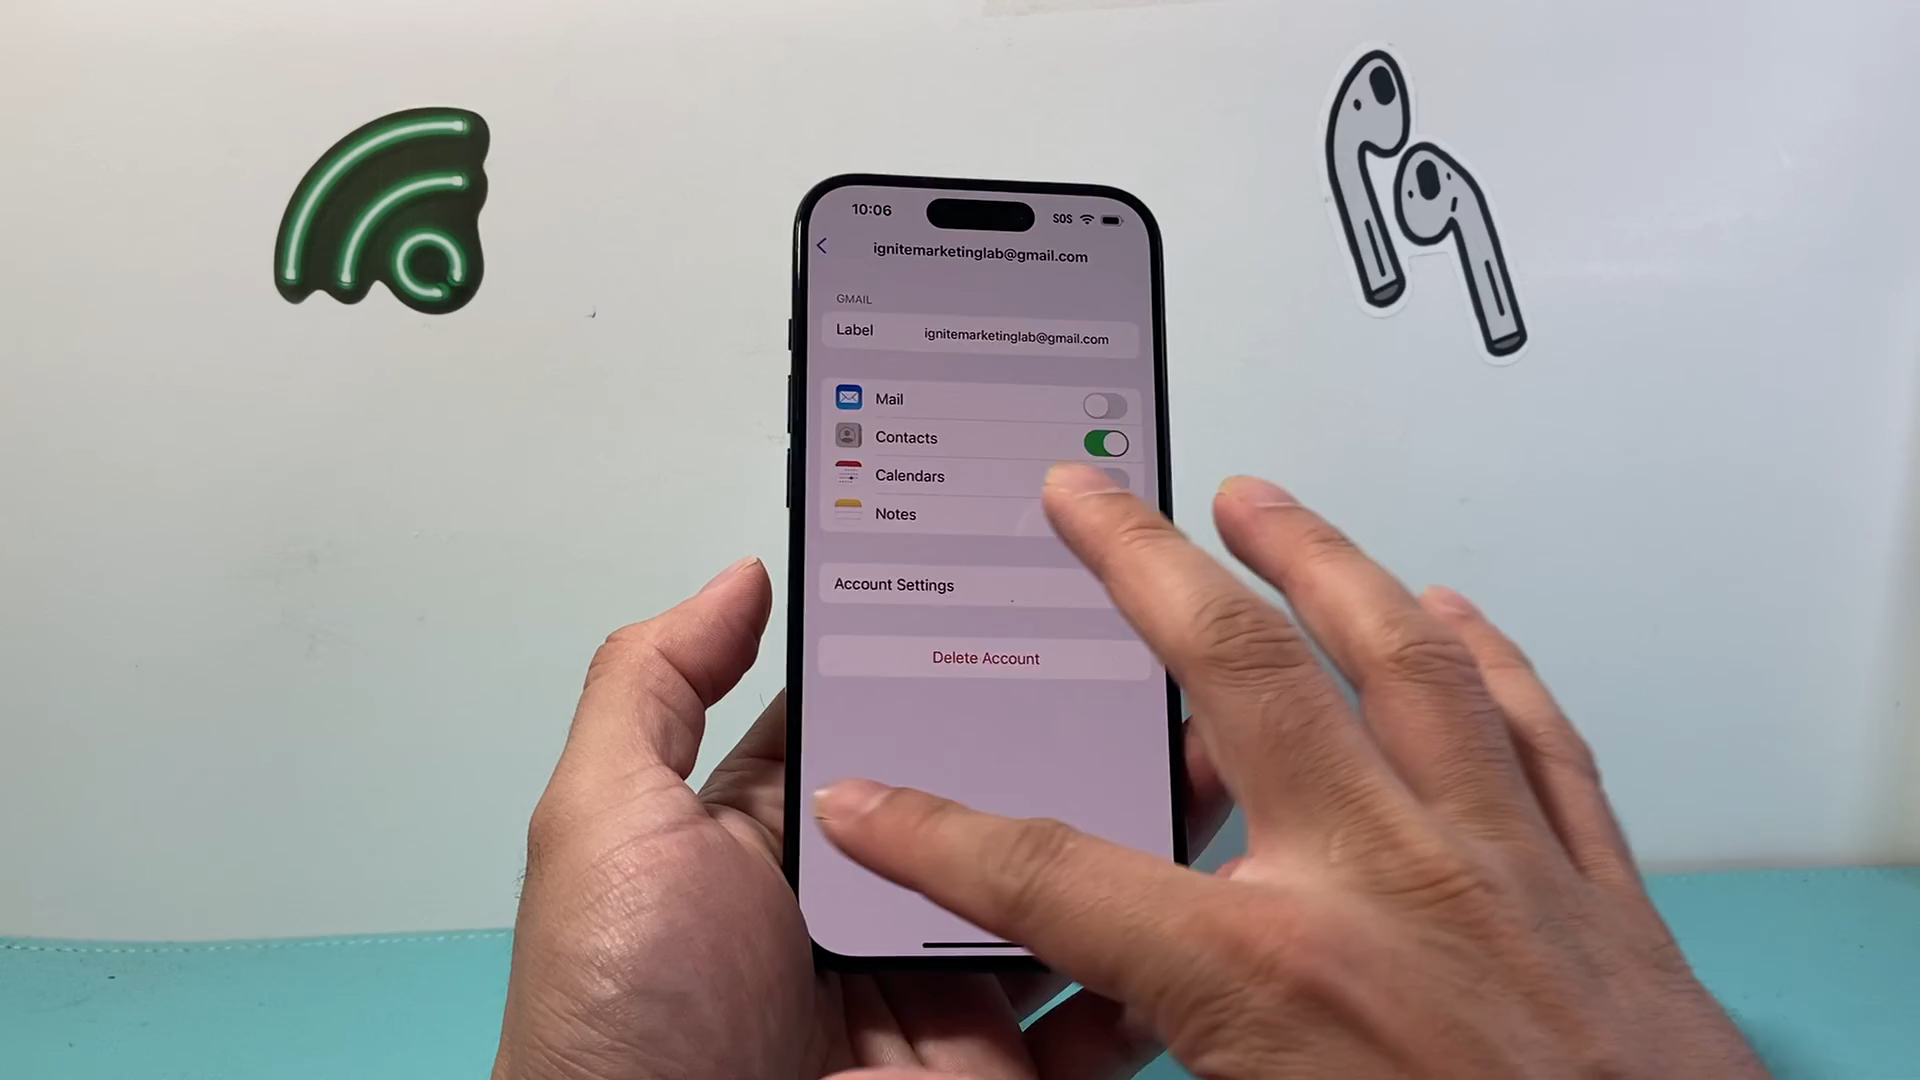 10:06
SOS
ignitemarketinglab@gmail.com
GMAIL
Label ignitemarketinglab@gmail.com
Mail
Contacts
Calendars
Notes
Account Settings
Delete Account